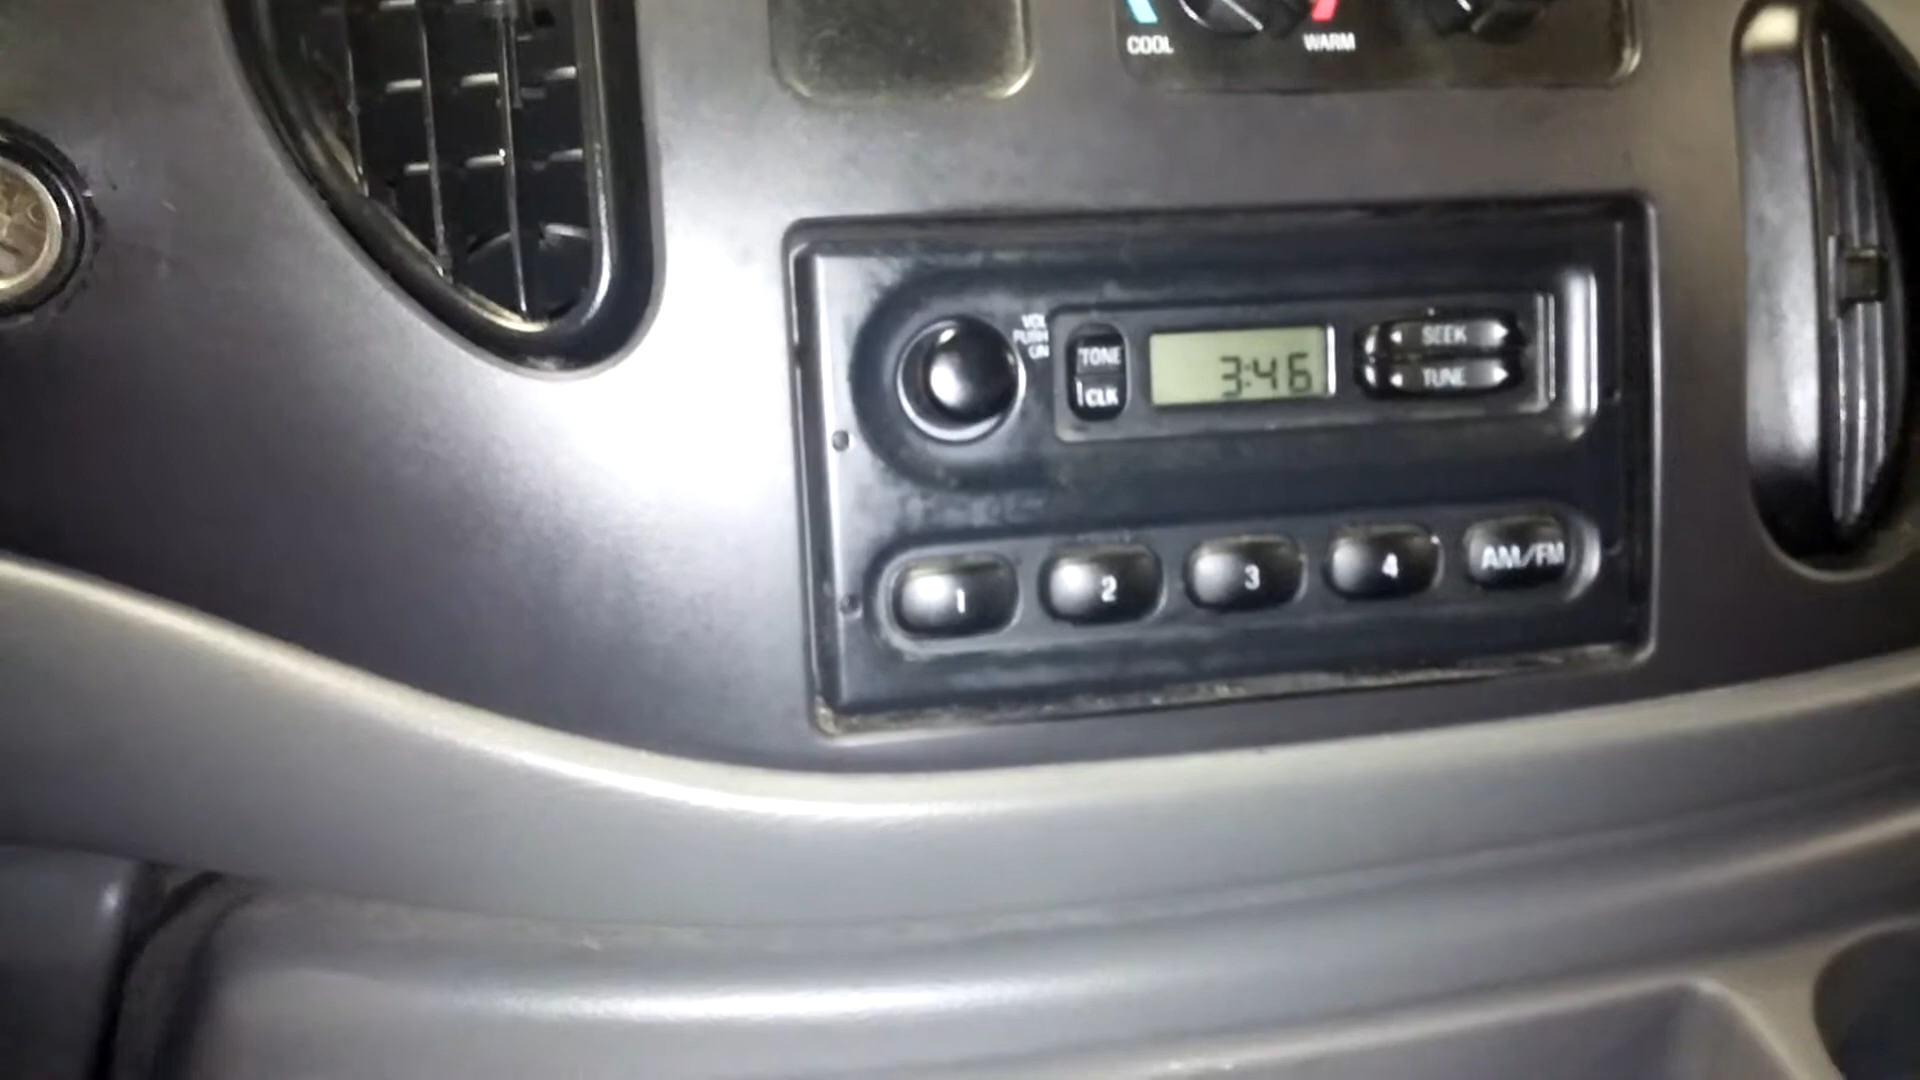 COOL WARM
VOL
PUSH
ON
TONE
CLK
3:46
SEEK
TUNE
1 2 3 4 AM/FM